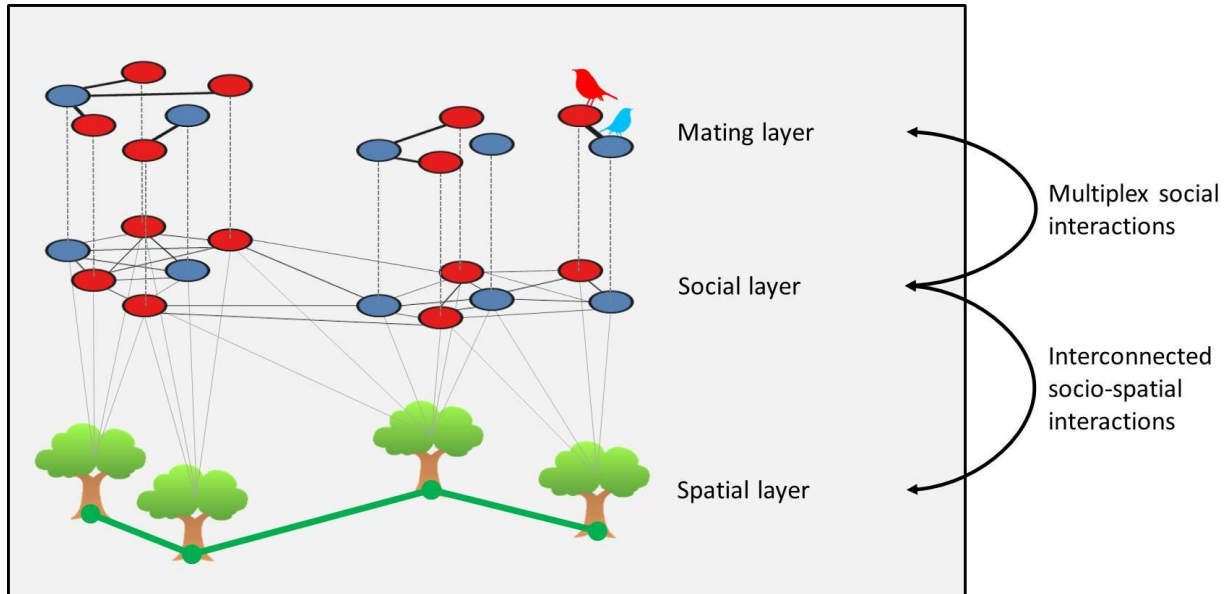 Mating layer
Multiplex social
interactions
Social layer
Interconnected
socio-spatial
interactions
Spatial layer